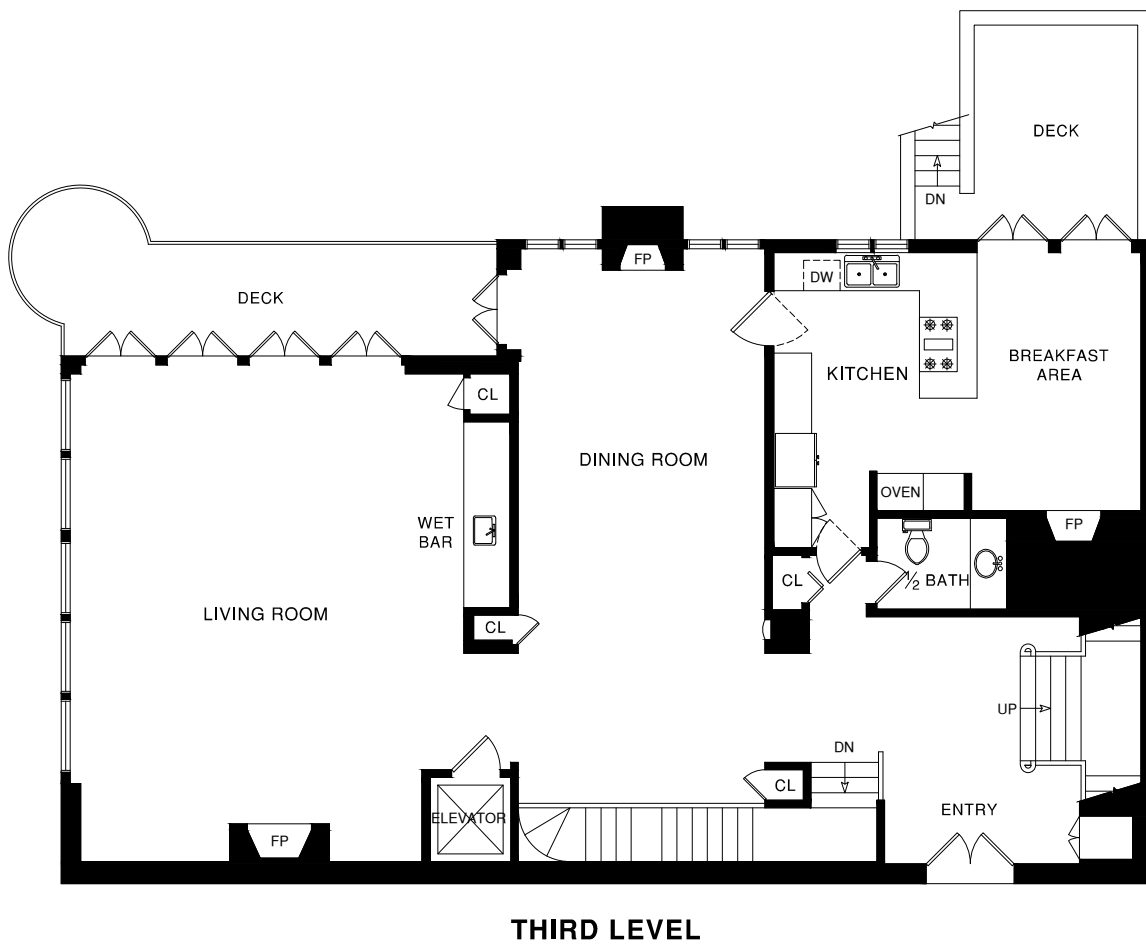 DECK
DN
FP
DW
DECK
KITCHEN
BREAKFAST
AREA
CL
DINING ROOM
OVEN
WET
BAR
FP
CL
1/2 BATH
LIVING ROOM
CL
UP
DN
CL
ENTRY
ELEVATOR
FP
THIRD LEVEL